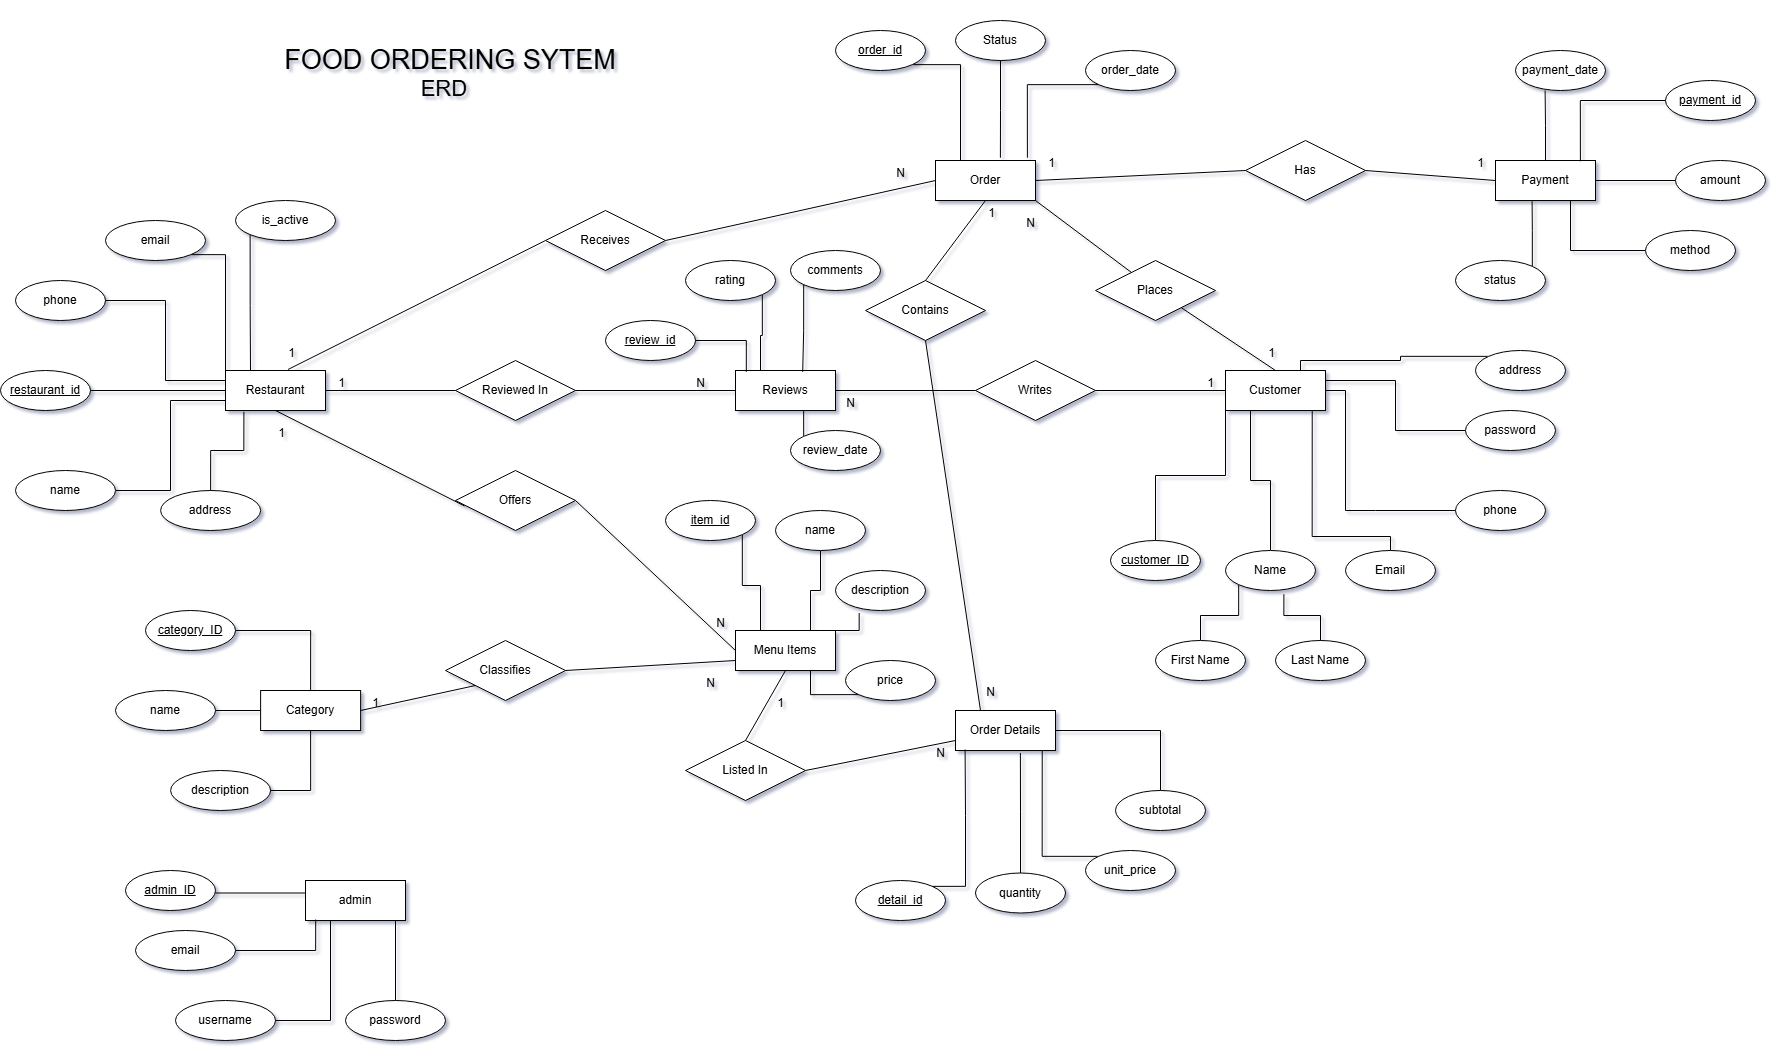 FOOD ORDERING SYTEM
ERD
order_id
Status
order_date
payment_date
payment_id
Order
1
Has
1
Payment
amount
N
1
N
method
status
is_active
email
Receives
phone
rating
comments
Contains
Places
review_id
1
1
restaurant_id
Restaurant
1
Reviewed In
N
Reviews
N
Writes
1
Customer
address
1
review_date
password
name
address
Offers
item_id
name
phone
description
customer_ID
Name
Email
category_ID
N
Classifies
Menu Items
First Name
Last Name
N
price
name
Category
1
1
N
Order Details
N
Listed In
description
subtotal
unit_price
detail_id
quantity
admin_ID
admin
email
username
password